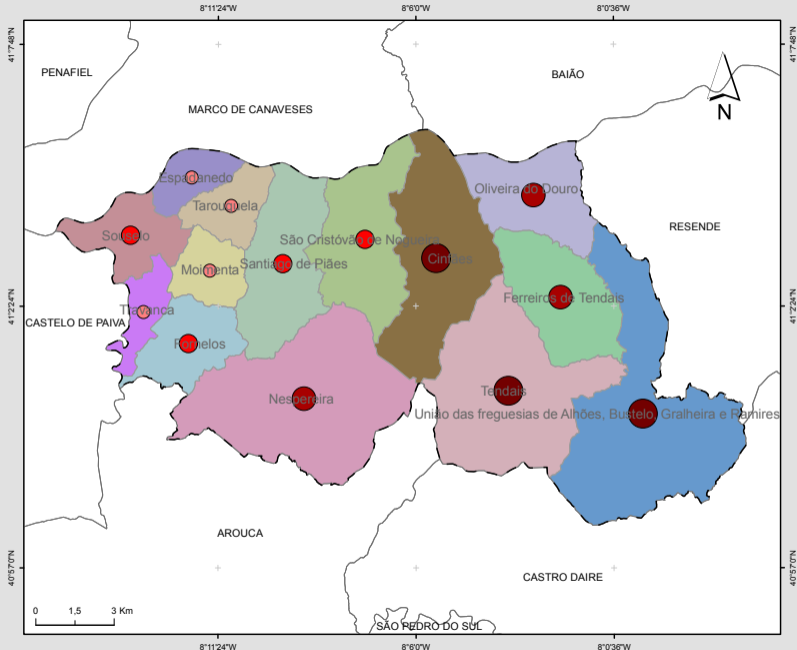 8°11'24"W
8°6'0"W
8°0'36"W
41°7'48"N
41°7'48"N
PENAFIEL
BAIÃO
MARCO DE CANAVESES
N
Espadanedo
Oliveira do Douro
Tarouquela
RESENDE
Souselo
São Cristóvão de Nogueira
Cinfães
Santiago de Piães
Moimenta
Ferreiros de Tendais
41°2'24"N
41°2'24"N
Travanca
CASTELO DE PAIVA
Fornelos
Tendais
Nespereira
União das freguesias de Alhões, Bustelo, Gralheira e Ramires
AROUCA
40°57'0"N
40°57'0"N
CASTRO DAIRE
0 1,5 3 Km
SÃO PEDRO DO SUL
8°11'24"W
8°6'0"W
8°0'36"W